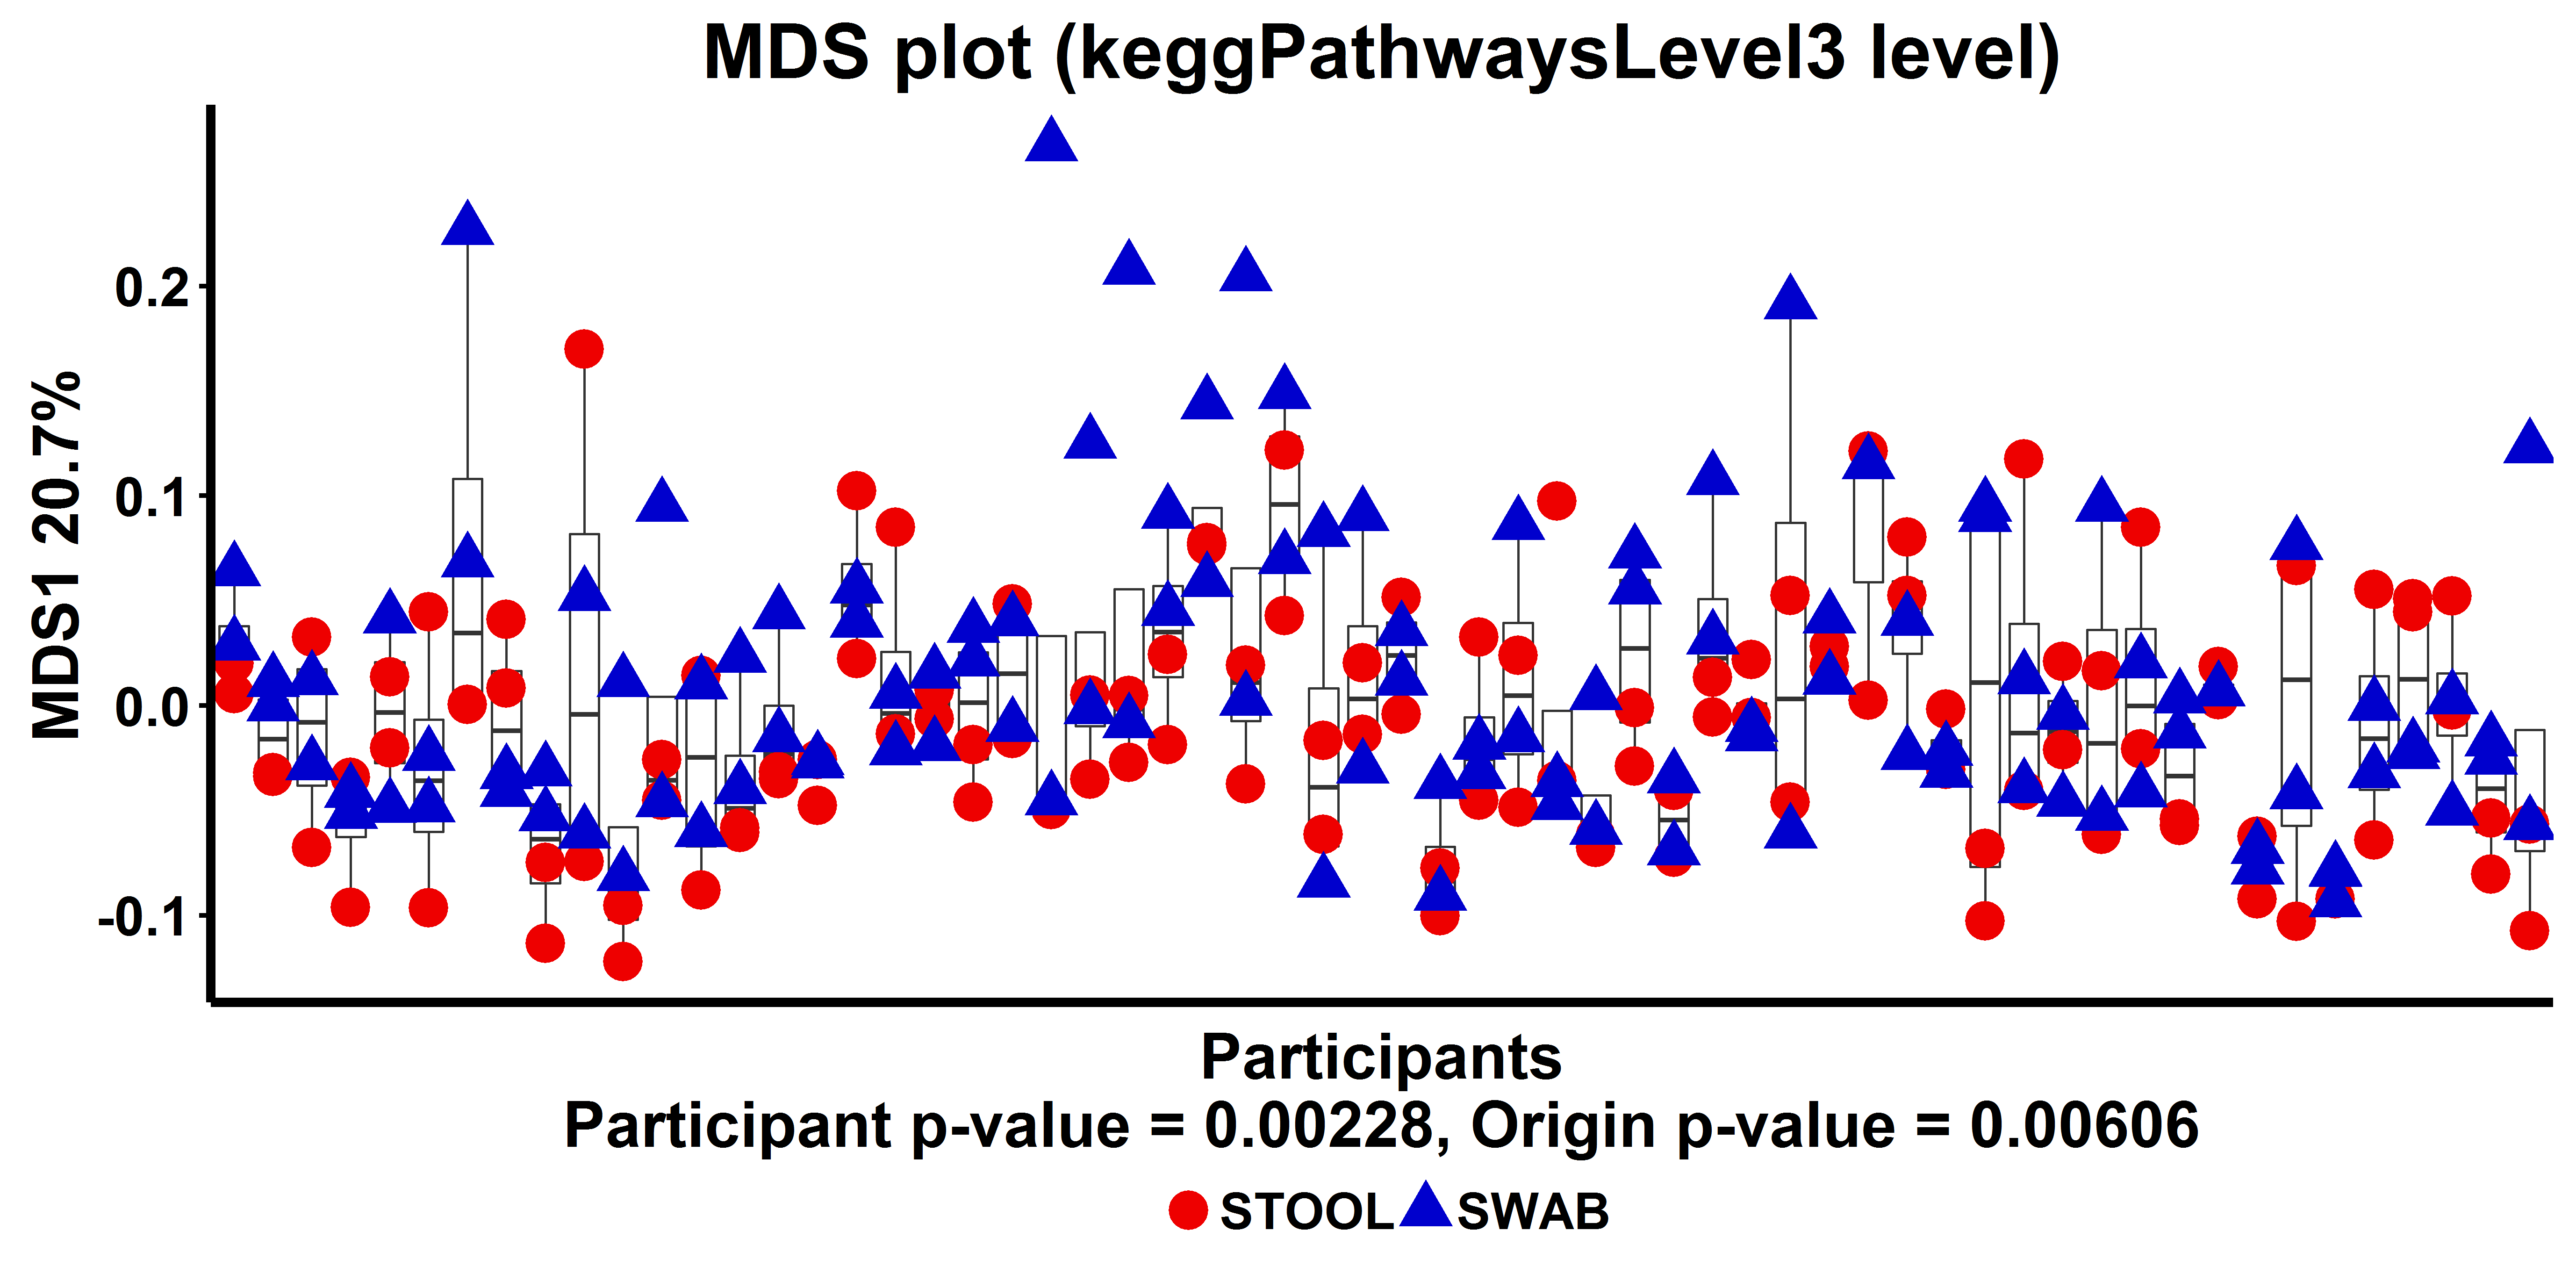 MDS plot (keggPathwaysLevel3 level)
MDS1 20.7%
0.2
0.1
0.0
-0.1
Participants
Participant p-value = 0.00228, Origin p-value = 0.00606
STOOL SWAB